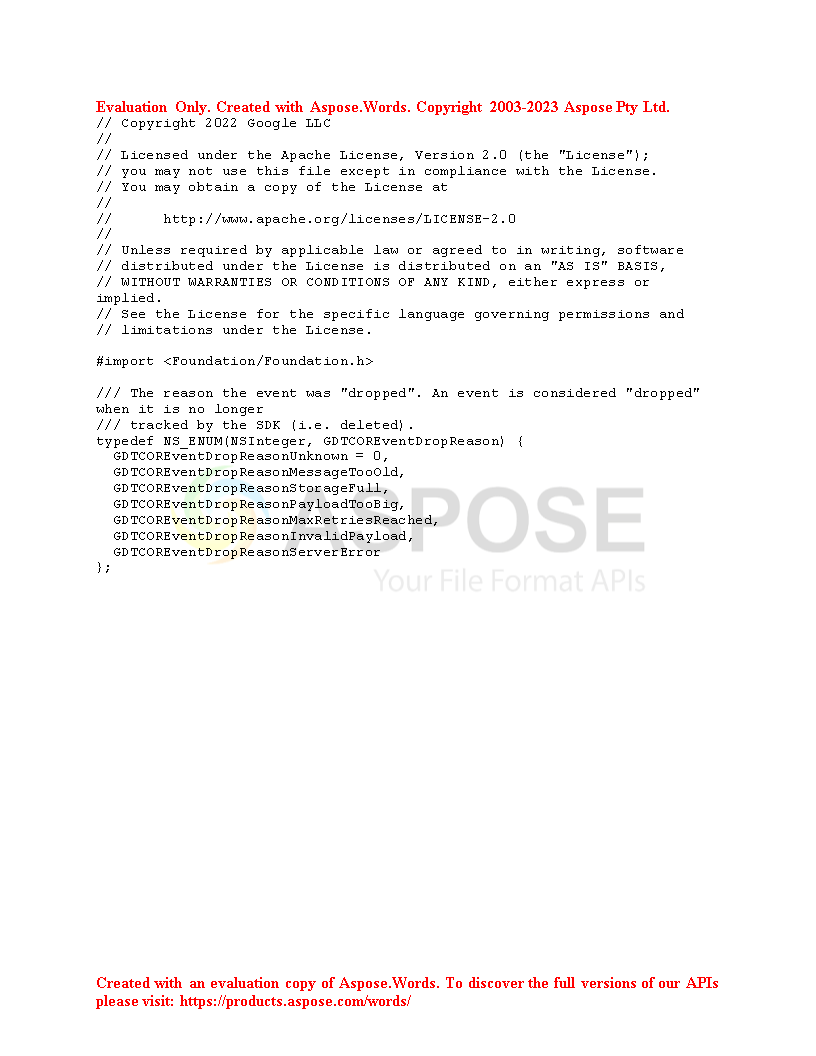 Evaluation Only. Created with Aspose.Words. Copyright 2003-2023 Aspose Pty Ltd.
// Copyright 2022 Google LLC
//
// Licensed under the Apache License, Version 2.0 (the "License");
// you may not use this file except in compliance with the License.
// You may obtain a copy of the License at
//
//      http://www.apache.org/licenses/LICENSE-2.0
//
// Unless required by applicable law or agreed to in writing, software
// distributed under the License is distributed on an "AS IS" BASIS,
// WITHOUT WARRANTIES OR CONDITIONS OF ANY KIND, either express or
implied.
// See the License for the specific language governing permissions and
// limitations under the License.

#import <Foundation/Foundation.h>

/// The reason the event was "dropped". An event is considered "dropped"
when it is no longer
/// tracked by the SDK (i.e. deleted).
typedef NS_ENUM(NSInteger, GDTCOREventDropReason) {
  GDTCOREventDropReasonUnknown = 0,
  GDTCOREventDropReasonMessageTooOld,
  GDTCOREventDropReasonStorageFull,
  GDTCOREventDropReasonPayloadTooBig,
  GDTCOREventDropReasonMaxRetriesReached,
  GDTCOREventDropReasonInvalidPayload,
  GDTCOREventDropReasonServerError
};
ASPOSE
Your File Format APIs
Created with an evaluation copy of Aspose.Words. To discover the full versions of our APIs
please visit: https://products.aspose.com/words/